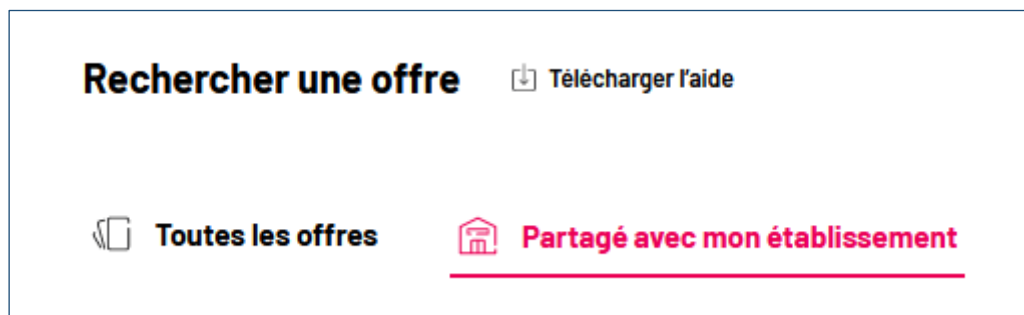 Rechercher une offre Télécharger l'aide
Toutes les offres Partagé avec mon établissement